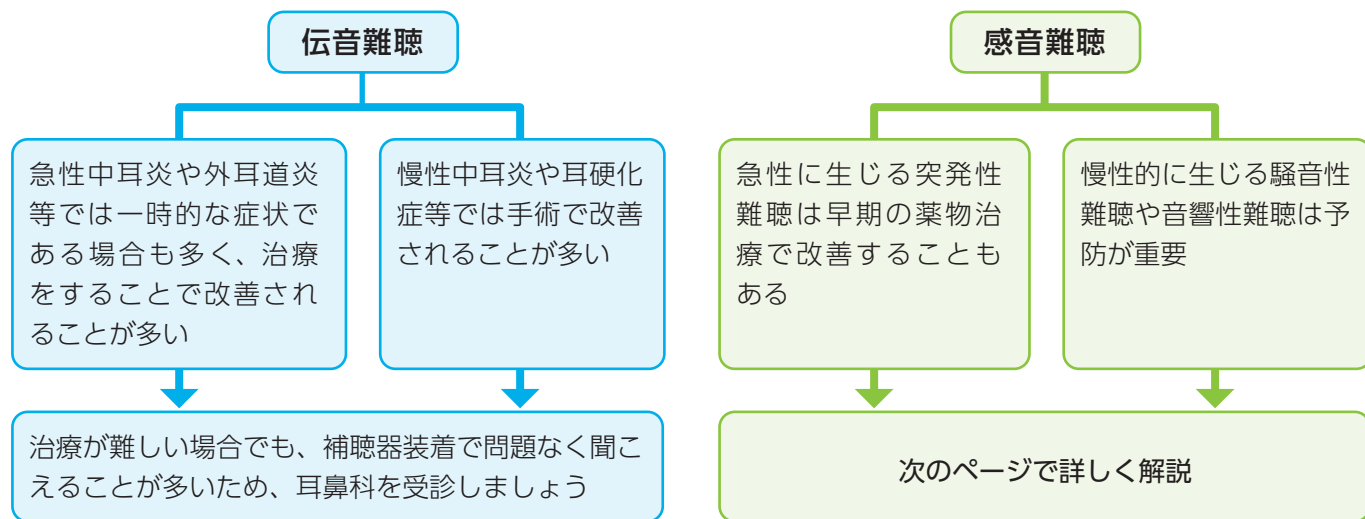 伝音難聴
急性中耳炎や外耳道炎
等では一時的な症状で
ある場合も多く、治療
をすることで改善され
ることが多い
慢性中耳炎や耳硬化
症等では手術で改善
されることが多い
治療が難しい場合でも、補聴器装着で問題なく聞こ
えることが多いため、耳鼻科を受診しましょう
感音難聴
急性に生じる突発性
難聴は早期の薬物治
療で改善することも
ある
慢性的に生じる騒音性
難聴や音響性難聴は予
防が重要
次のページで詳しく解説